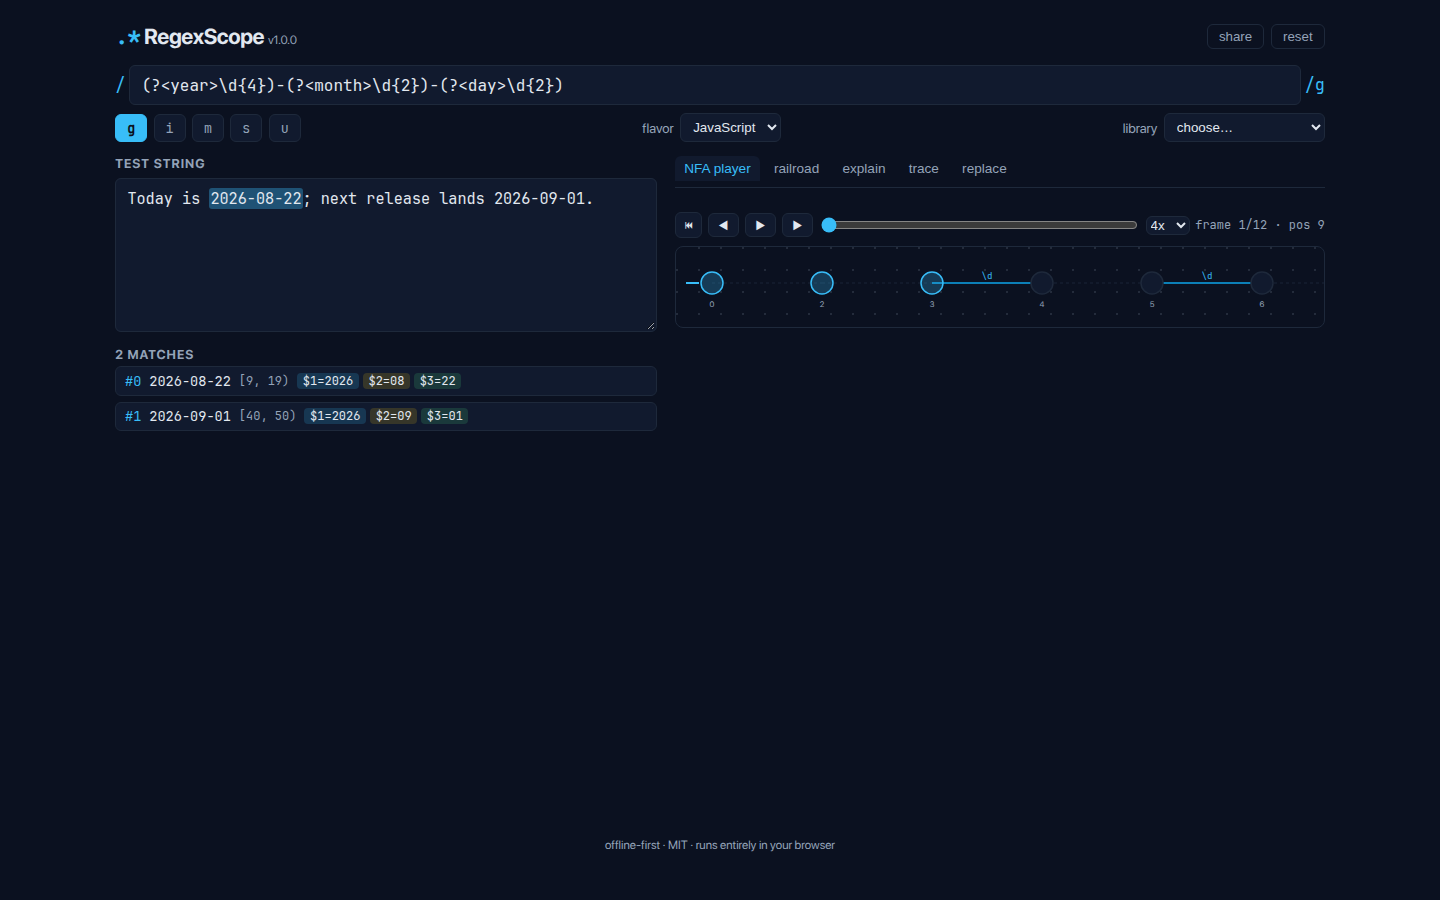 .* RegexScope v1.0.0
share reset
/ (?<year>\d{4})-(?<month>\d{2})-(?<day>\d{2}) /g
g i m s u
flavor JavaScript
library choose...
TEST STRING
Today is 2026-08-22; next release lands 2026-09-01.
2 MATCHES
#0 2026-08-22 [9, 19) $1=2026 $2=08 $3=22
#1 2026-09-01 [40, 50) $1=2026 $2=09 $3=01
NFA player railroad explain trace replace
4x frame 1/12 · pos 9
\d \d
0 2 3 4 5 6
offline-first · MIT · runs entirely in your browser